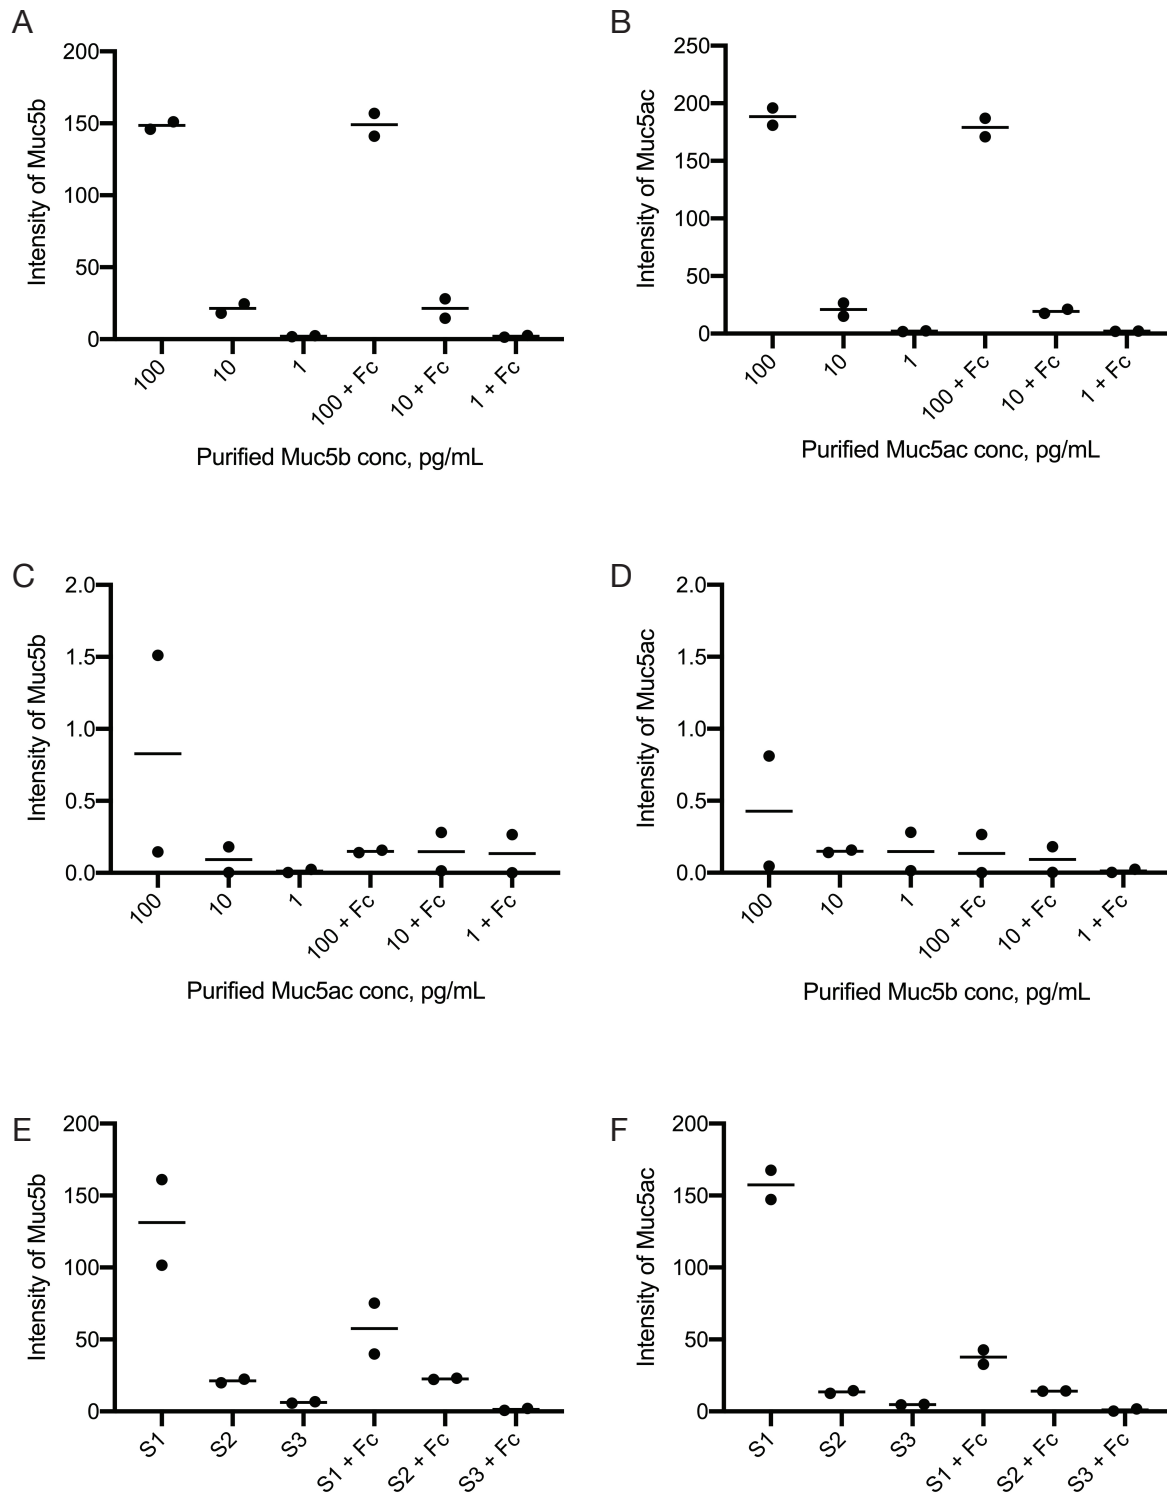 A
Intensity of Muc5b
200
150
100
50
0
100
10
1
100 + Fc
10 + Fc
1 + Fc
Purified Muc5b conc, pg/mL
B
Intensity of Muc5ac
250
200
150
100
50
0
100
10
1
100 + Fc
10 + Fc
1 + Fc
Purified Muc5ac conc, pg/mL
C
Intensity of Muc5b
2.0
1.5
1.0
0.5
0.0
100
10
1
100 + Fc
10 + Fc
1 + Fc
Purified Muc5ac conc, pg/mL
D
Intensity of Muc5ac
2.0
1.5
1.0
0.5
0.0
100
10
1
100 + Fc
10 + Fc
1 + Fc
Purified Muc5b conc, pg/mL
E
Intensity of Muc5b
200
150
100
50
0
S1
S2
S3
S1 + Fc
S2 + Fc
S3 + Fc
F
Intensity of Muc5ac
200
150
100
50
0
S1
S2
S3
S1 + Fc
S2 + Fc
S3 + Fc